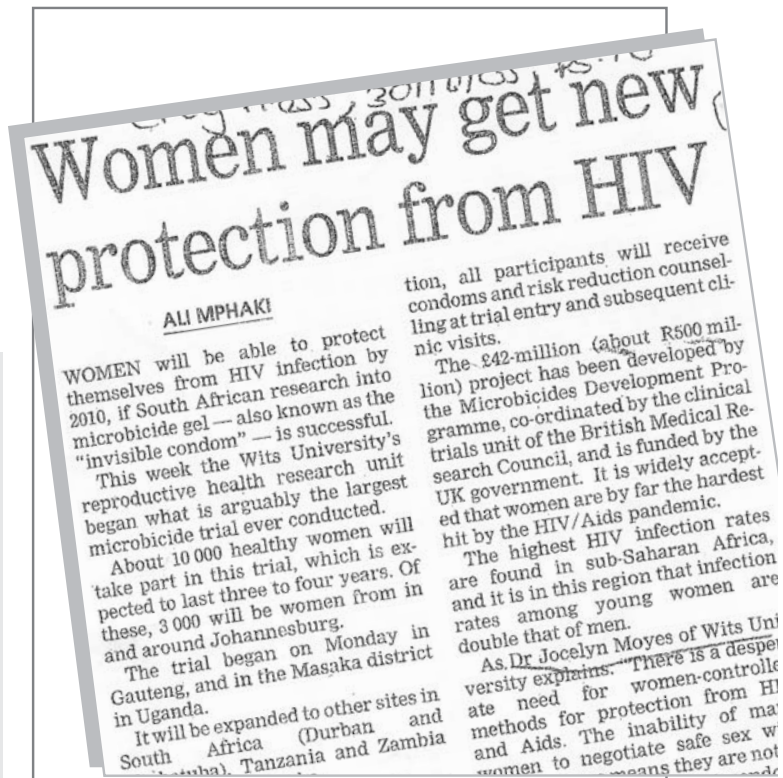 Women may get new
protection from HIV
ALI MPHAKI
WOMEN will be able to protect
themselves from HIV infection by
2010, if South African research into
microbicide gel — also known as the
“invisible condom” — is successful.
This week the Wits University's
reproductive health research unit
began what is arguably the largest
microbicide trial ever conducted.
About 10 000 healthy women will
take part in this trial, which is ex-
pected to last three to four years. Of
these, 3 000 will be women from in
and around Johannesburg.
The trial began on Monday in
Gauteng, and in the Masaka district
in Uganda.
It will be expanded to other sites in
South Africa (Durban and
Tanzania and Zambia
tion, all participants will receive
condoms and risk reduction counsel-
ling at trial entry and subsequent cli-
nic visits.
The £42-million (about R500 mil-
lion) project has been developed by
the Microbicides Development Pro-
gramme, co-ordinated by the clinical
trials unit of the British Medical Re-
search Council, and is funded by the
UK government. It is widely accept-
ed that women are by far the hardest
hit by the HIV/Aids pandemic.
The highest HIV infection rates
are found in sub-Saharan Africa,
and it is in this region that infection
rates among young women are
double that of men.
As Dr Jocelyn Moyes of Wits Uni
versity explains. “There is a desper
ate need for women-controlle
methods for protection from HI
and Aids. The inability of ma
women to negotiate safe sex w
means they are not